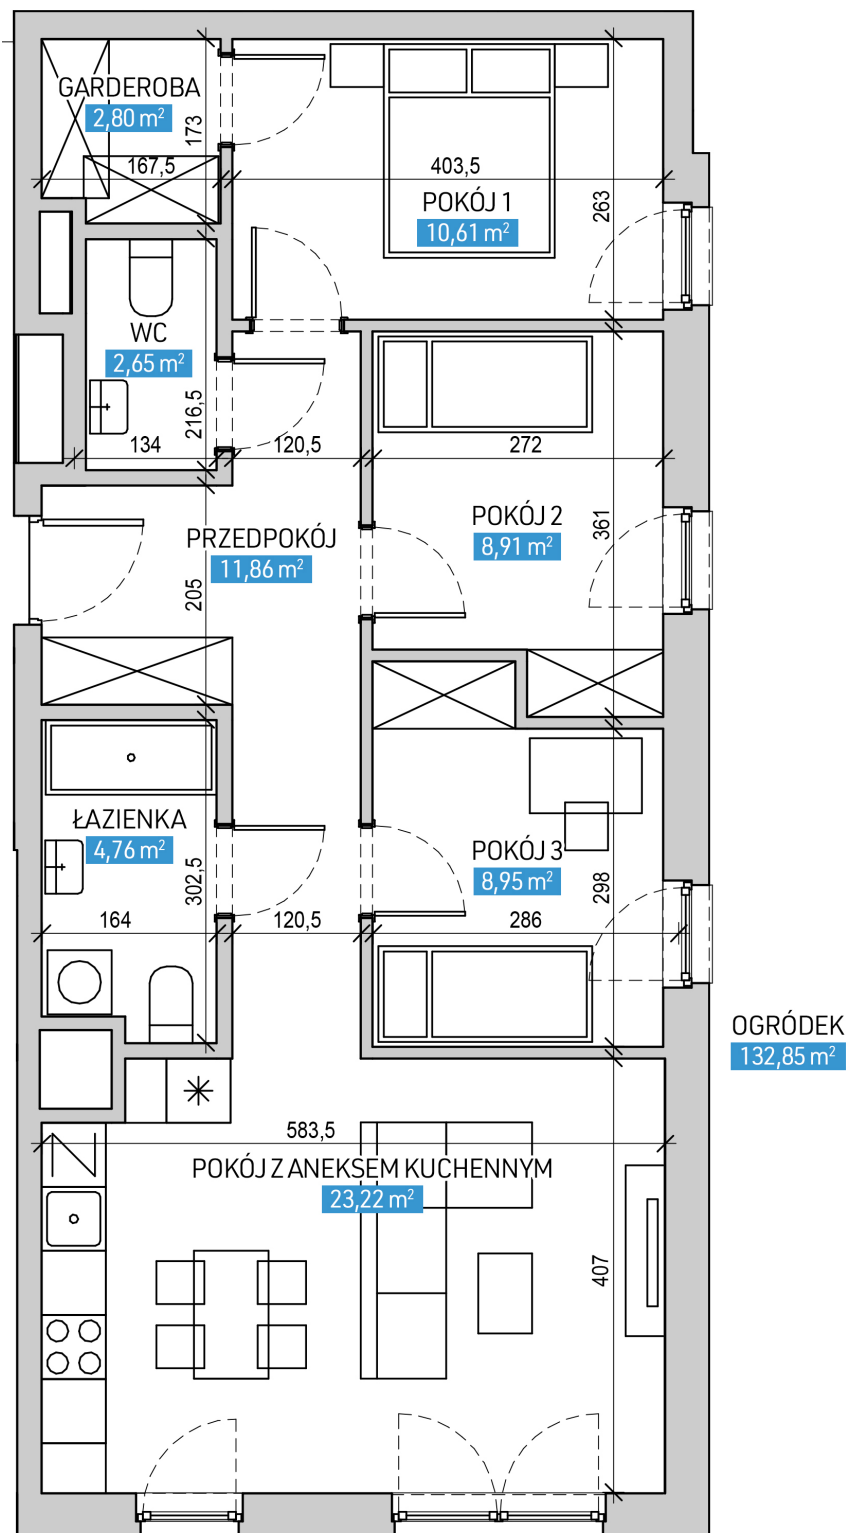 GARDEROBA
2,80 m²
173
167,5
403,5
POKÓJ 1
10,61 m²
263
WC
2,65 m²
216,5
134
120,5
272
POKÓJ 2
8,91 m²
361
PRZEDPOKÓJ
11,86 m²
205
ŁAZIENKA
4,76 m²
302,5
164
120,5
286
POKÓJ 3
8,95 m²
298
OGRÓDEK
132,85 m²
583,5
POKÓJ Z ANEKSEM KUCHENNYM
23,22 m²
407